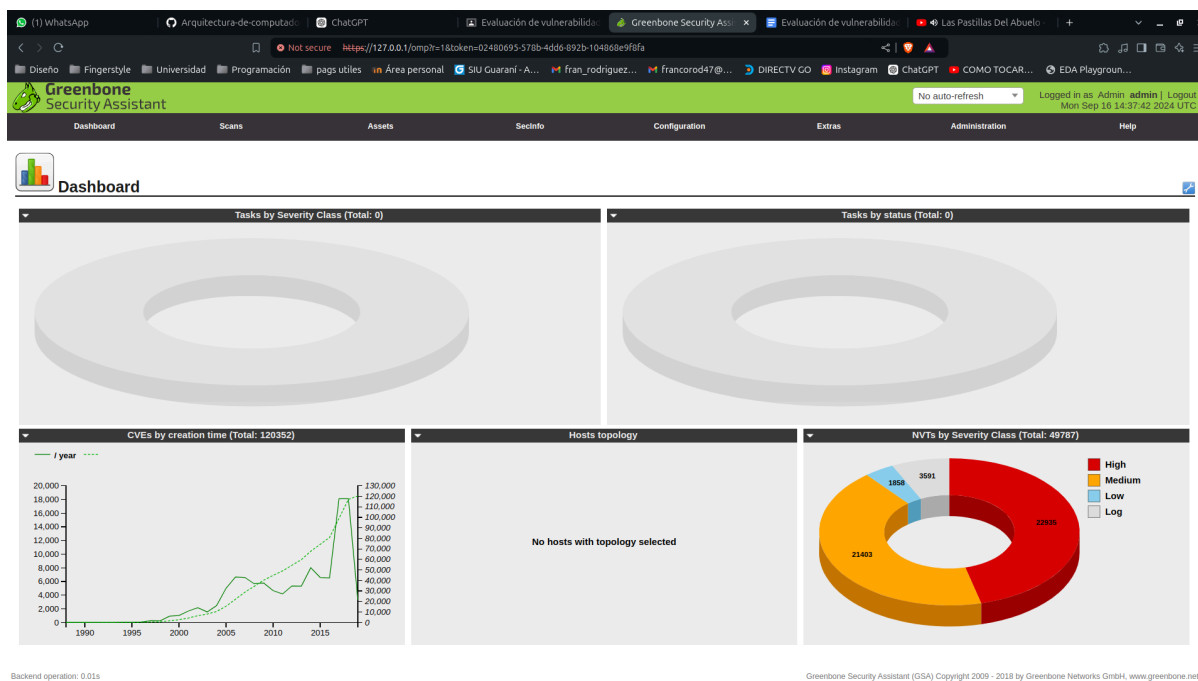 (1) WhatsApp
Arquitectura-de-computado
ChatGPT
Evaluación de vulnerabilidad
Greenbone Security Assi
Evaluación de vulnerabilidad
Las Pastillas Del Abuelo
Not secure https://127.0.0.1/omp?r=1&token=02480695-578b-4dd6-892b-104868e9f8fa
Diseño Fingerstyle Universidad Programación pags utiles Área personal SIU Guaraní - A... fran_rodriguez... francorod47@... DIRECTV GO Instagram ChatGPT COMO TOCAR... EDA Playgroun...
Greenbone
Security Assistant
No auto-refresh
Logged in as Admin admin | Logout
Mon Sep 16 14:37:42 2024 UTC
Dashboard Scans Assets SecInfo Configuration Extras Administration Help
Dashboard
Tasks by Severity Class (Total: 0)
Tasks by status (Total: 0)
CVEs by creation time (Total: 120352)
/ year
20,000
18,000
16,000
14,000
12,000
10,000
8,000
6,000
4,000
2,000
0
130,000
120,000
110,000
100,000
90,000
80,000
70,000
60,000
50,000
40,000
30,000
20,000
10,000
0
1990 1995 2000 2005 2010 2015
Hosts topology
No hosts with topology selected
NVTs by Severity Class (Total: 49787)
3591
1858
21403
22935
High
Medium
Low
Log
Backend operation: 0.01s
Greenbone Security Assistant (GSA) Copyright 2009 - 2018 by Greenbone Networks GmbH, www.greenbone.net